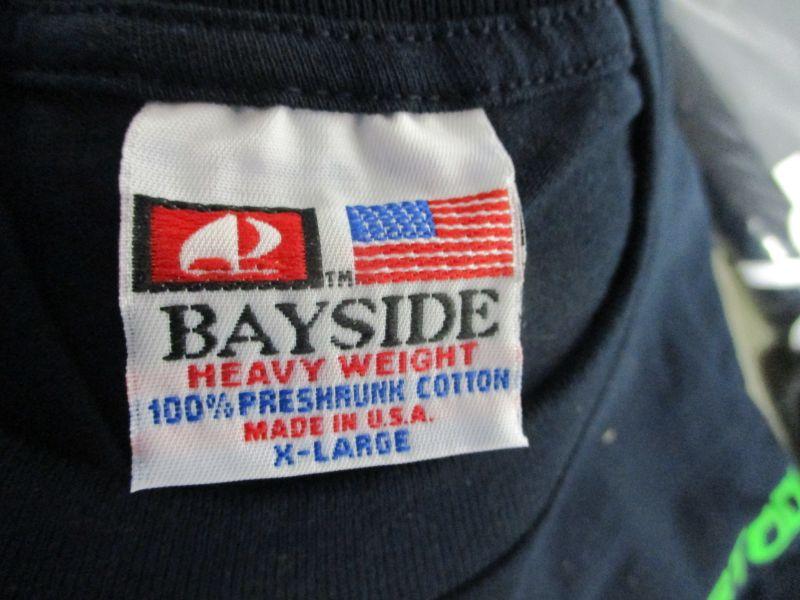 TM
BAYSIDE
HEAVY WEIGHT
100% PRESHRUNK COTTON
MADE IN U.S.A.
X-LARGE